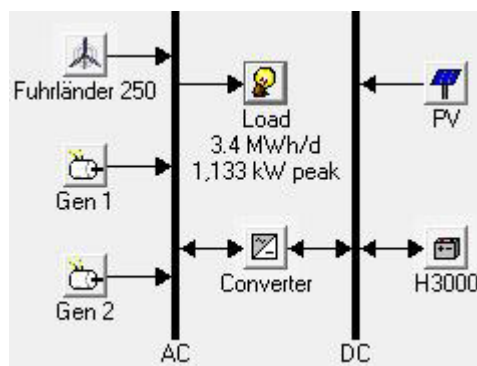 Fuhrländer 250
Load
3.4 MWh/d
1,133 kW peak
PV
Gen 1
Gen 2
Converter
H3000
AC
DC